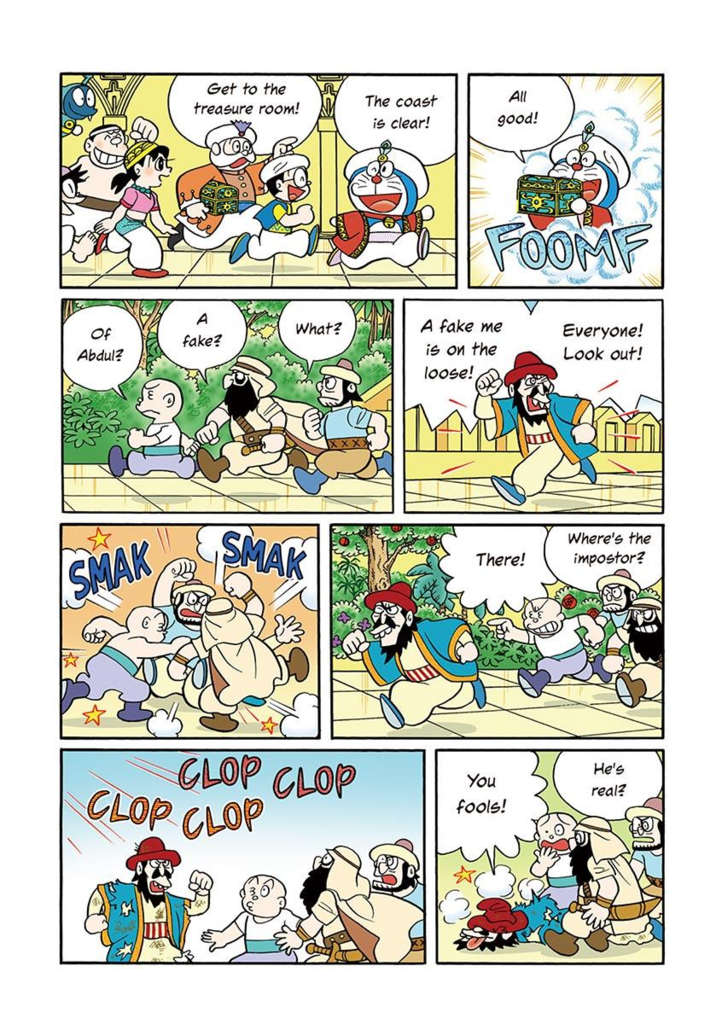 All
good!
FOOMF
The coast
is clear!
Get to the
treasure room!
Everyone!
Look out!
A fake me
is on the
loose!
What?
A
fake?
Of
Abdul?
Where's the
impostor?
There!
SMAK
SMAK
He's
real?
You
fools!
CLOP
CLOP
CLOP
CLOP